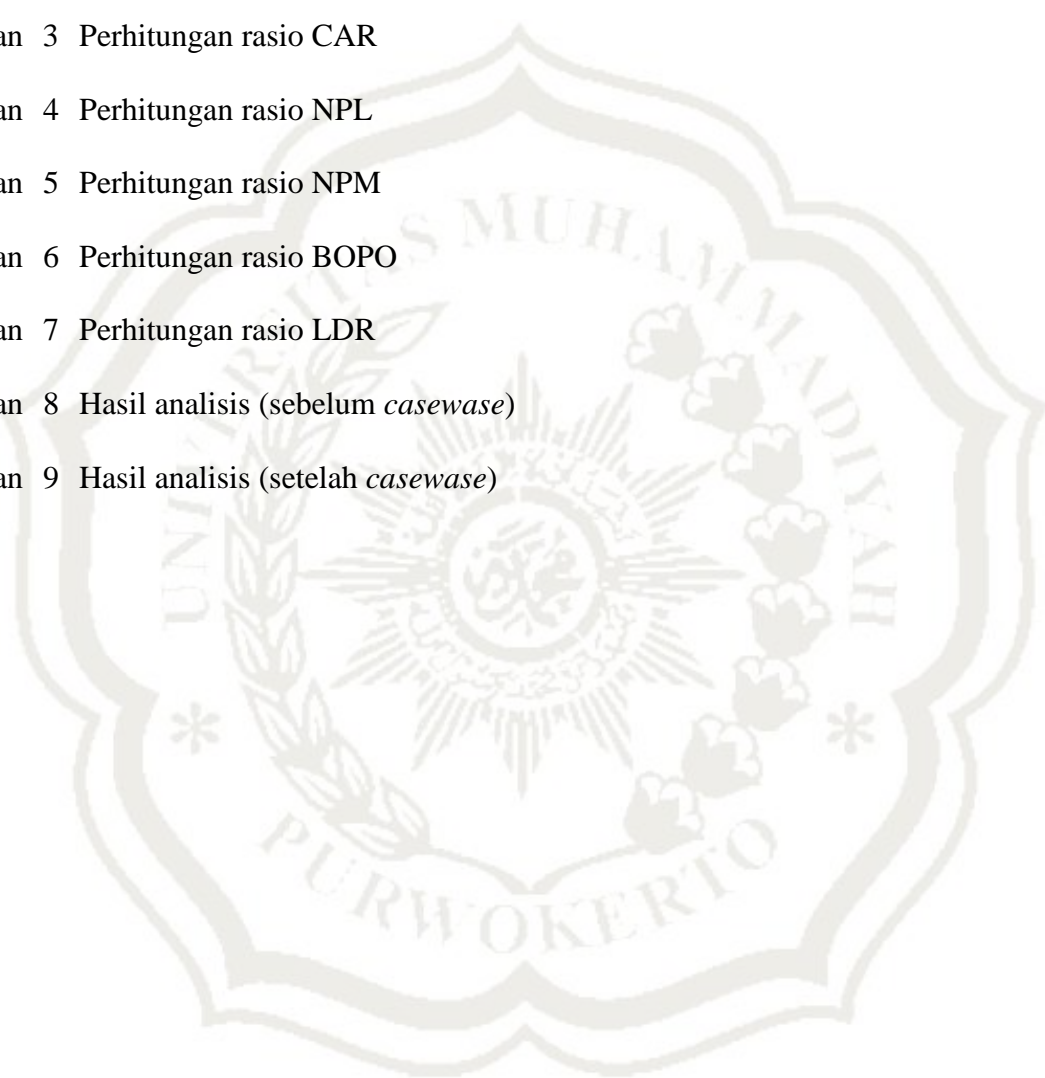 an 3 Perhitungan rasio CAR
an 4 Perhitungan rasio NPL
an 5 Perhitungan rasio NPM
an 6 Perhitungan rasio BOPO
an 7 Perhitungan rasio LDR
an 8 Hasil analisis (sebelum casewase)
an 9 Hasil analisis (setelah casewase)
UNIVERSITAS MUHAMMADIYAH
PURWOKERTO